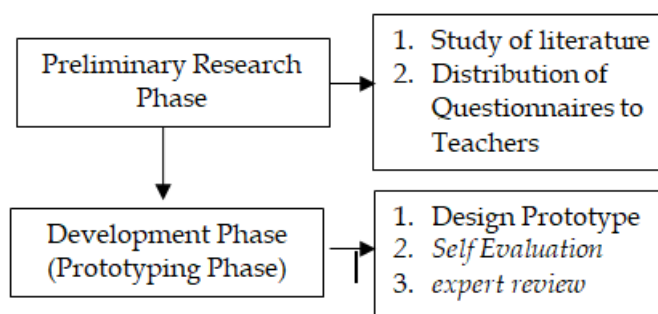 Preliminary Research
Phase
1. Study of literature
2. Distribution of
Questionnaires to
Teachers
Development Phase
(Prototyping Phase)
1. Design Prototype
2. Self Evaluation
3. expert review